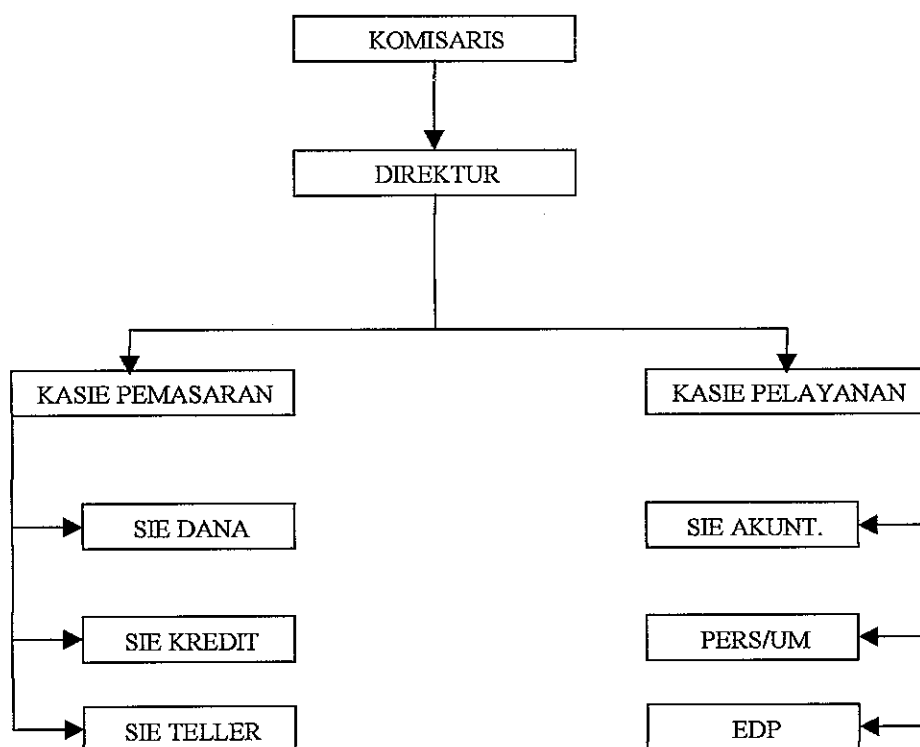 KOMISARIS
DIREKTUR
KASIE PEMASARAN
KASIE PELAYANAN
SIE DANA
SIE AKUNT.
SIE KREDIT
PERS/UM
SIE TELLER
EDP